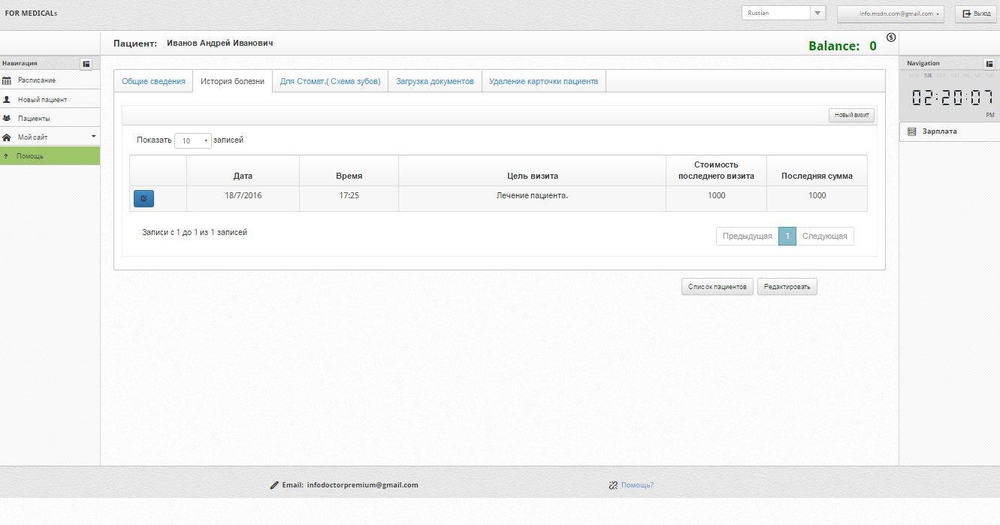 FOR MEDICALs
Russian
info.msdn.com@gmail.com
Выход
Пациент: Иванов Андрей Иванович
Balance: 0
Навигация
Расписание
Новый пациент
Пациенты
Мой сайт
? Помощь
Общие сведения
История болезни
Для Стомат.( Схема зубов)
Загрузка документов
Удаление карточки пациента
Новый визит
Показать 10 записей
Дата
Время
Цель визита
Стоимость
последнего визита
Последняя сумма
18/7/2016
17:25
Лечение пациента.
1000
1000
Записи с 1 до 1 из 1 записей
Предыдущая
1
Следующая
Список пациентов
Редактировать
Navigation
MON TUE WED THU FRI SAT SUN
02:20:07
PM
Зарплата
Email: infodoctorpremium@gmail.com
Помощь?